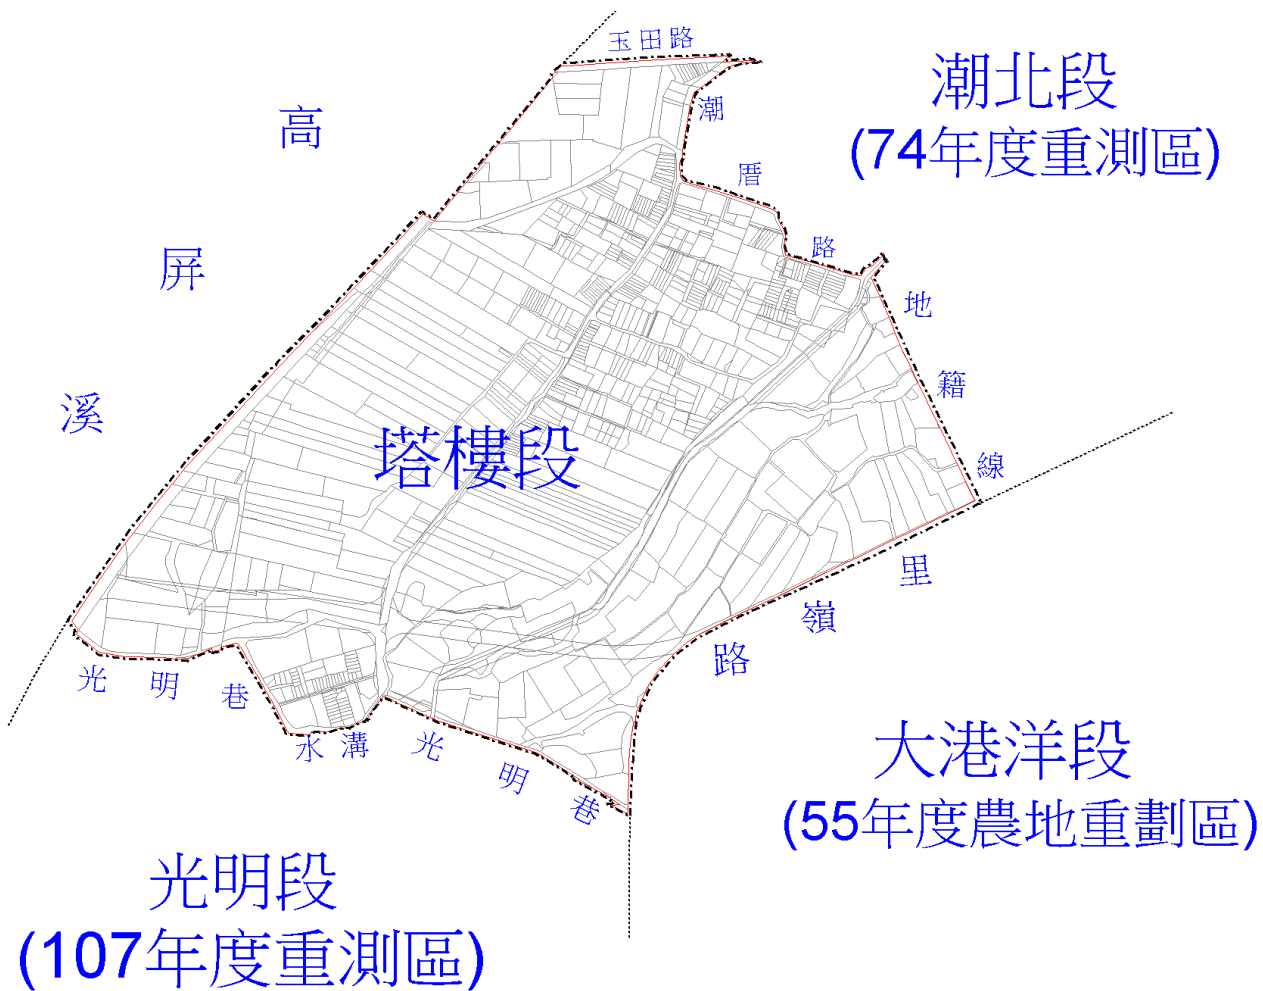 玉田路
潮北段
(74年度重測區)
高屏溪
潮厝路
地籍線
塔樓段
里嶺路
光明巷
水溝
光明巷
大港洋段
(55年度農地重劃區)
光明段
(107年度重測區)